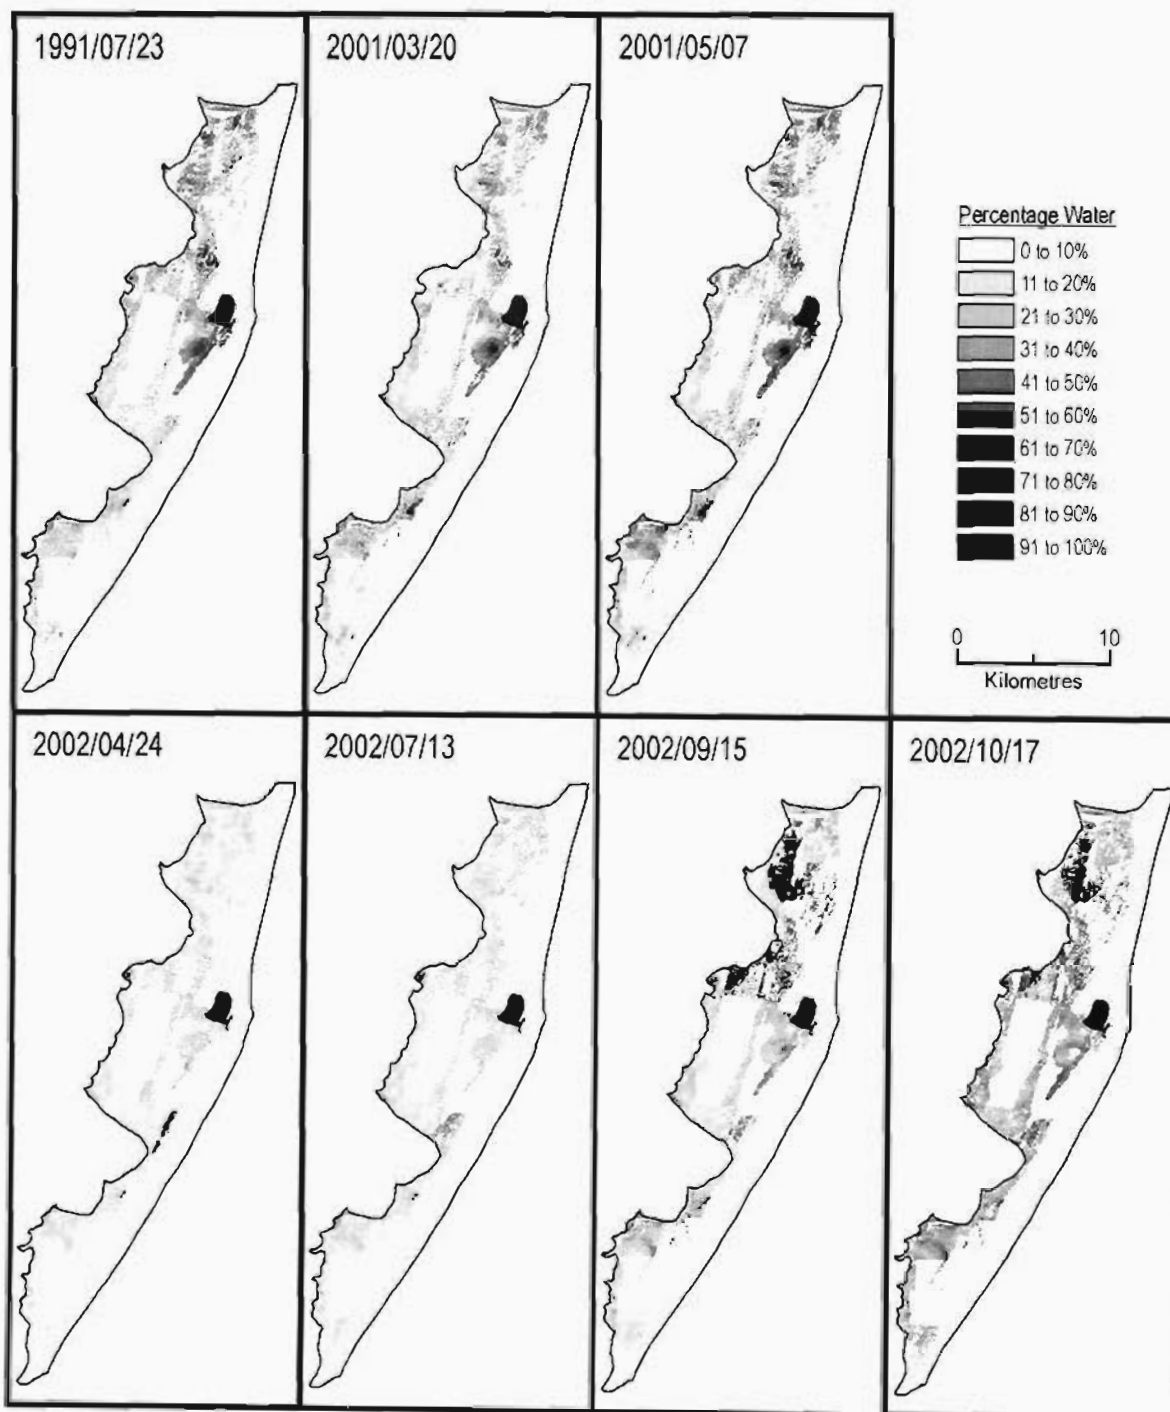 1991/07/23
2001/03/20
2001/05/07
Percentage Water
0 to 10%
11 to 20%
21 to 30%
31 to 40%
41 to 50%
51 to 60%
61 to 70%
71 to 80%
81 to 90%
91 to 100%
0 10
Kilometres
2002/04/24
2002/07/13
2002/09/15
2002/10/17